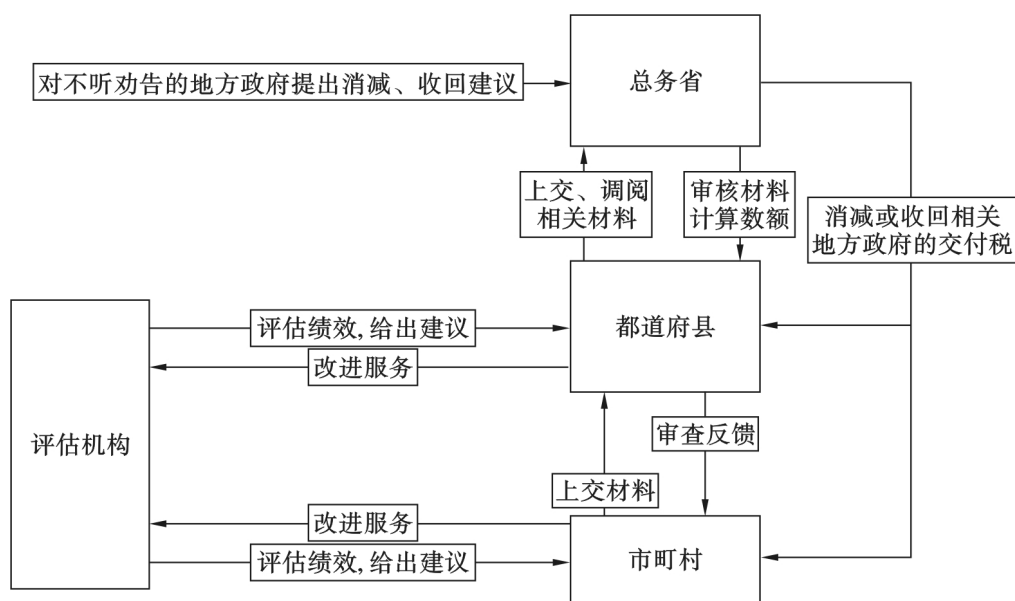 总务省
对不听劝告的地方政府提出消减、收回建议
上交、调阅
相关材料
审核材料
计算数额
消减或收回相关
地方政府的交付税
评估绩效,给出建议
都道府县
改进服务
评估机构
审查反馈
上交材料
改进服务
评估绩效,给出建议
市町村